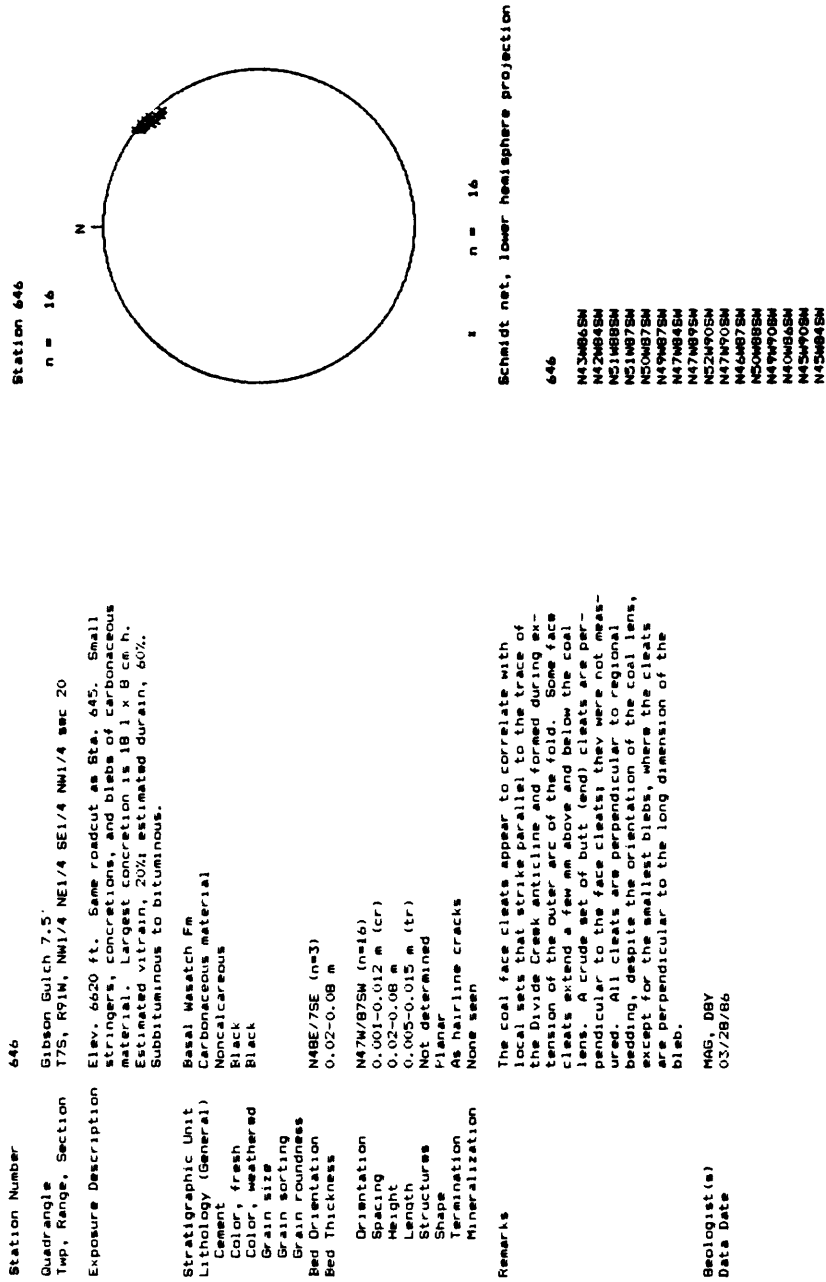 Station Number 646
Quadrangle Gibson Gulch 7.5'
Twp, Range, Section T7S, R91W, NW1/4 NE1/4 SE1/4 NW1/4 sec 20
Exposure Description Elev. 6620 ft. Same roadcut as Sta. 645. Small
stringers, concretions, and blebs of carbonaceous
material. Largest concretion is 18 l x 8 cm h.
Estimated vitrain, 20%; estimated durain, 60%.
Subbituminous to bituminous.
Stratigraphic Unit Basal Wasatch Fm
Lithology (General) Carbonaceous material
Cement Noncalcareous
Color, fresh Black
Color, weathered Black
Grain size
Grain sorting
Grain roundness
Bed Orientation N48E/7SE (n=3)
Bed Thickness 0.02-0.08 m
Orientation N47W/87SW (n=16)
Spacing 0.001-0.012 m (cr)
Height 0.02-0.08 m
Length 0.005-0.015 m (tr)
Structures Not determined
Shape Planar
Termination As hairline cracks
Mineralization None seen
Remarks The coal face cleats appear to correlate with
local sets that strike parallel to the trace of
the Divide Creek anticline and formed during ex-
tension of the outer arc of the fold. Some face
cleats extend a few mm above and below the coal
lens. A crude set of butt (end) cleats are per-
pendicular to the face cleats; they were not meas-
ured. All cleats are perpendicular to regional
bedding, despite the orientation of the coal lens,
except for the smallest blebs, where the cleats
are perpendicular to the long dimension of the
bleb.
Geologist(s) MAG, DBY
Data Date 03/28/86
Station 646
n = 16
N
x n = 16
Schmidt net, lower hemisphere projection
646
N43W86SW
N42W84SW
N51W88SW
N51W87SW
N50W87SW
N49W87SW
N47W84SW
N47W89SW
N52W90SW
N47W90SW
N46W87SW
N50W88SW
N49W90SW
N40W86SW
N45W90SW
N45W84SW